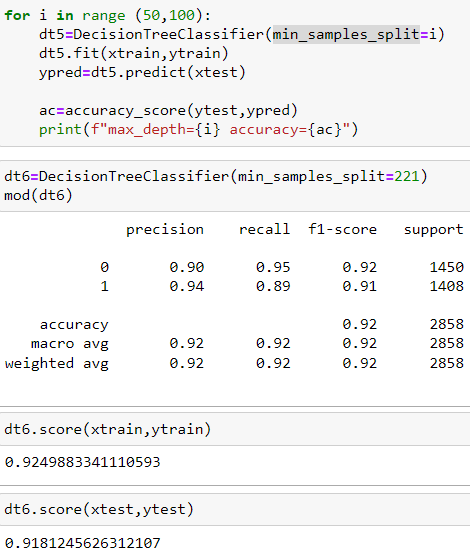 for i in range (50,100):
    dt5=DecisionTreeClassifier(min_samples_split=i)
    dt5.fit(xtrain,ytrain)
    ypred=dt5.predict(xtest)
    ac=accuracy_score(ytest,ypred)
    print(f"max_depth={i} accuracy={ac}")
dt6=DecisionTreeClassifier(min_samples_split=221)
mod(dt6)
              precision    recall  f1-score   support
           0       0.90      0.95      0.92      1450
           1       0.94      0.89      0.91      1408
    accuracy                           0.92      2858
   macro avg       0.92      0.92      0.92      2858
weighted avg       0.92      0.92      0.92      2858
dt6.score(xtrain,ytrain)
0.9249883341110593
dt6.score(xtest,ytest)
0.9181245626312107